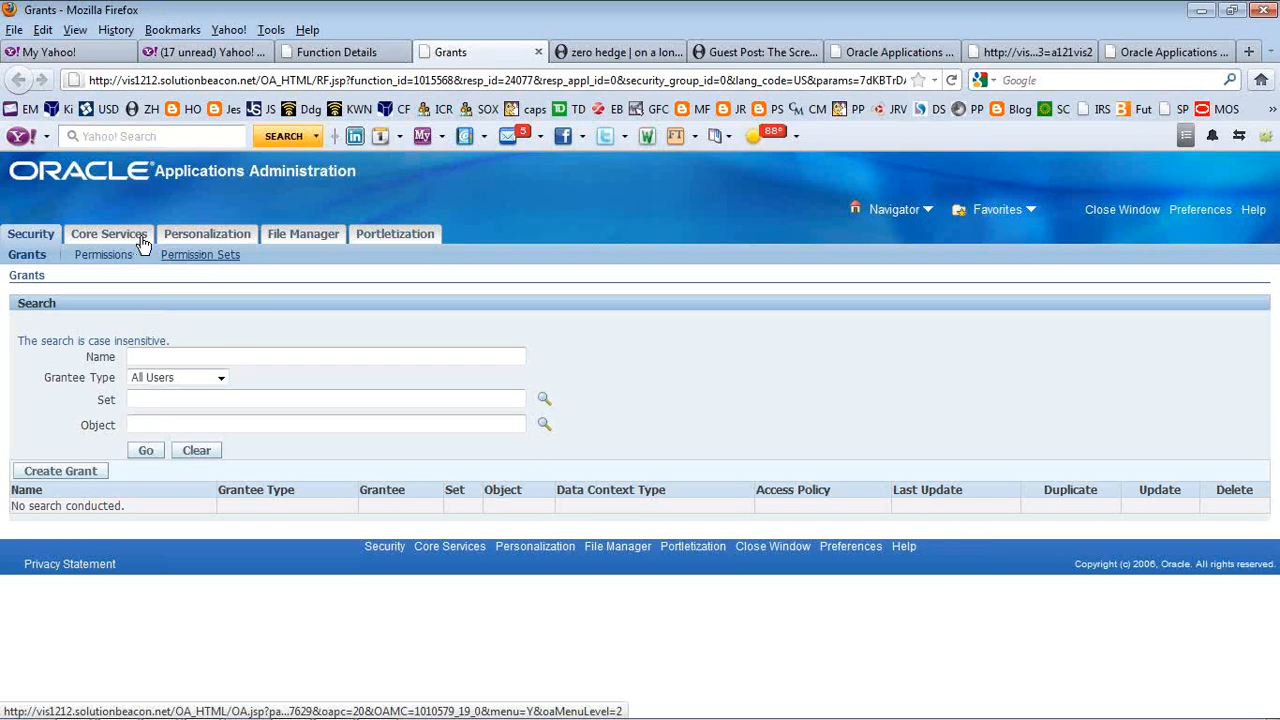 Grants - Mozilla Firefox
File Edit View History Bookmarks Yahoo! Tools Help
My Yahoo! (17 unread) Yahoo! ... Function Details Grants × zero hedge | on a lon... Guest Post: The Scre... Oracle Applications ... http://vis...3=a121vis2 Oracle Applications ... +
http://vis1212.solutionbeacon.net/OA_HTML/RF.jsp?function_id=1015568&resp_id=24077&resp_appl_id=0&security_group_id=0&lang_code=US&params=7dKBTrDA Google
EM Ki USD ZH HO Jes JS Ddg KWN CF ICR SOX caps TD EB GFC MF JR PS CM PP JRV DS PP Blog SC IRS Fut SP MOS
Yahoo! Search SEARCH My 5 W FT 88°
ORACLE Applications Administration
Navigator Favorites Close Window Preferences Help
Security Core Services Personalization File Manager Portletization
Grants | Permissions Permission Sets
Grants
Search
The search is case insensitive.
Name
Grantee Type All Users
Set
Object
Go Clear
Create Grant
Name Grantee Type Grantee Set Object Data Context Type Access Policy Last Update Duplicate Update Delete
No search conducted.
Security Core Services Personalization File Manager Portletization Close Window Preferences Help
Privacy Statement Copyright (c) 2006, Oracle. All rights reserved.
http://vis1212.solutionbeacon.net/OA_HTML/OA.jsp?pa...7629&oapc=20&OAMC=1010579_19_0&menu=Y&oaMenuLevel=2